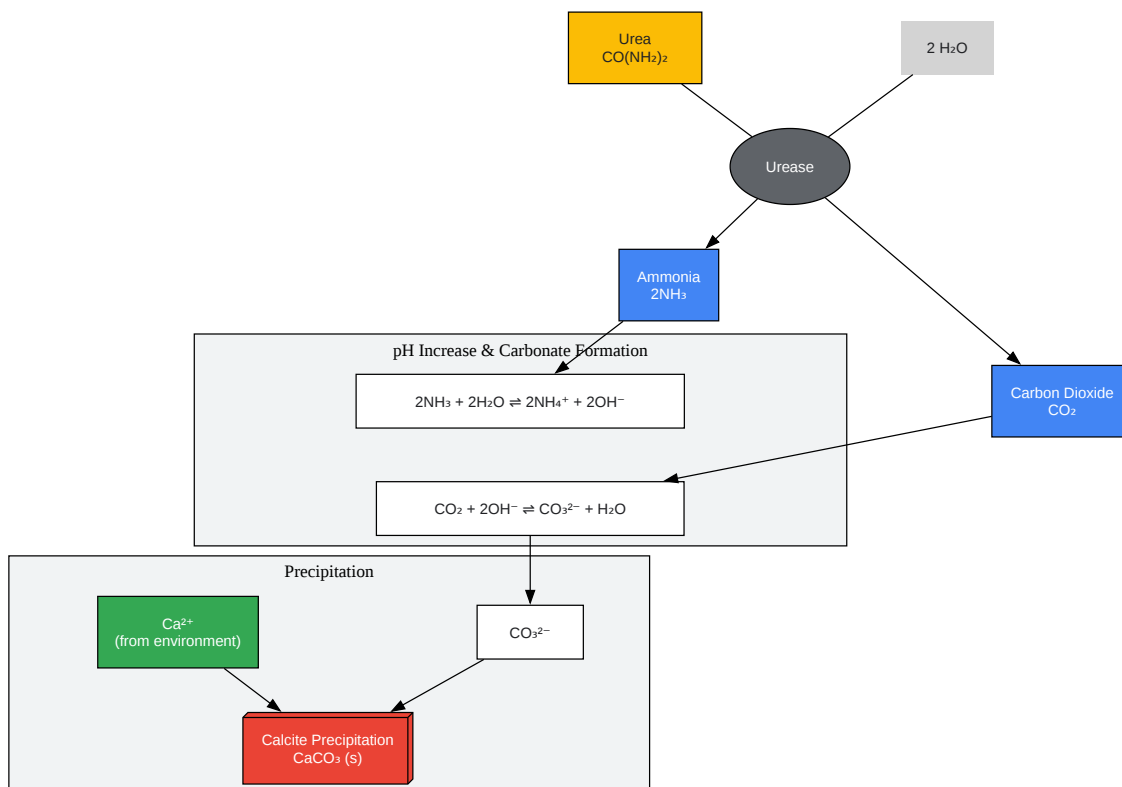 Urea
CO(NH₂)₂
2 H₂O
Urease
Ammonia
2NH₃
pH Increase & Carbonate Formation
2NH₃ + 2H₂O ⇌ 2NH₄⁺ + 2OH⁻
Carbon Dioxide
CO₂
CO₂ + 2OH⁻ ⇌ CO₃²⁻ + H₂O
Precipitation
Ca²⁺
(from environment)
CO₃²⁻
Calcite Precipitation
CaCO₃ (s)